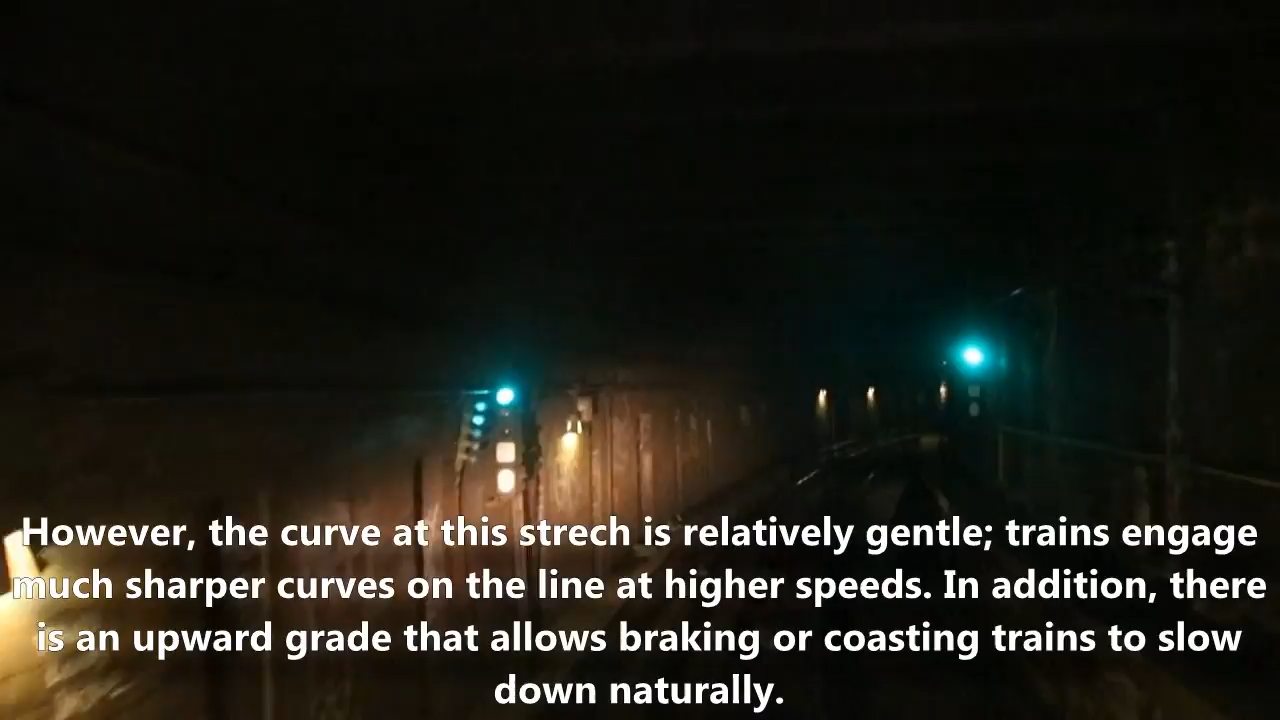 However, the curve at this strech is relatively gentle; trains engage
much sharper curves on the line at higher speeds. In addition, there
is an upward grade that allows braking or coasting trains to slow
down naturally.